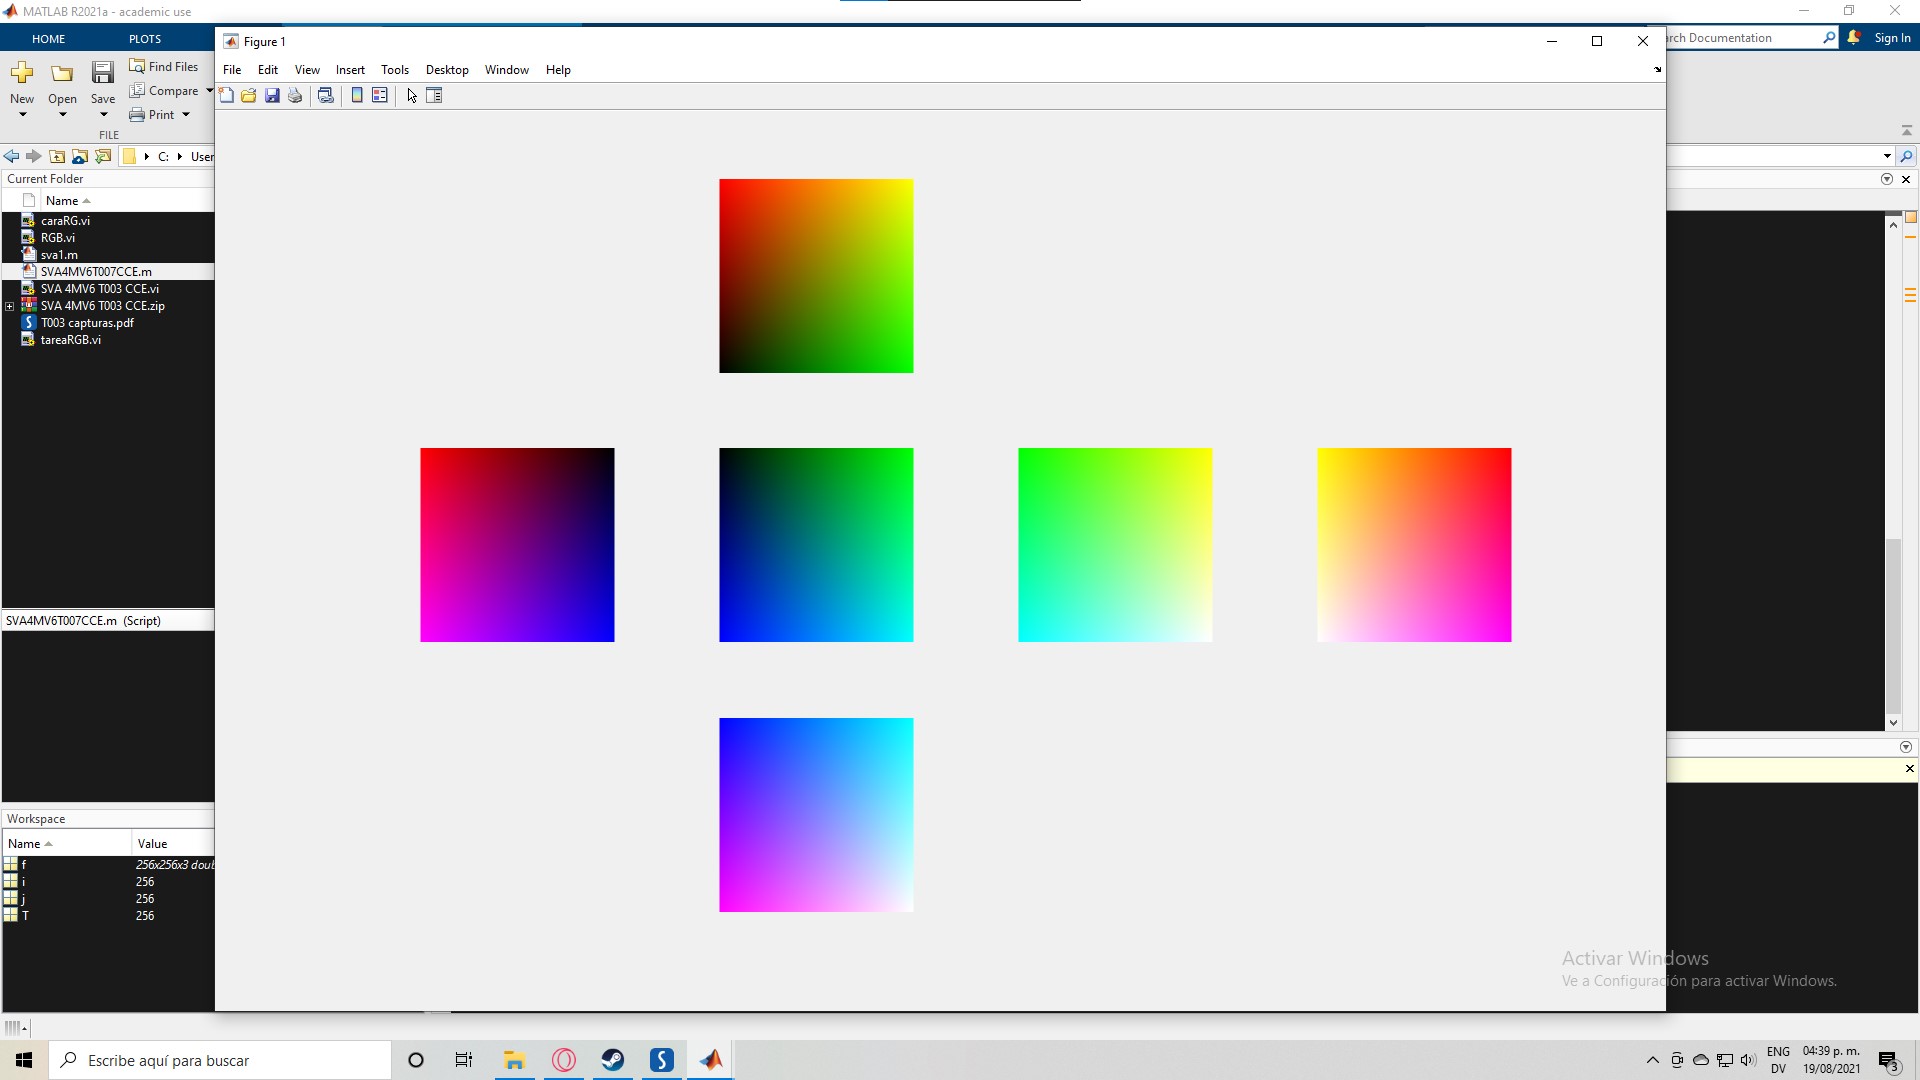 MATLAB R2021a - academic use
HOME PLOTS
Figure 1
rch Documentation
Sign In
File Edit View Insert Tools Desktop Window Help
New Open Save
Find Files
Compare
Print
FILE
C: User
Current Folder
Name
caraRG.vi
RGB.vi
sva1.m
SVA4MV6T007CCE.m
SVA 4MV6 T003 CCE.vi
SVA 4MV6 T003 CCE.zip
T003 capturas.pdf
tareaRGB.vi
SVA4MV6T007CCE.m (Script)
Workspace
Name Value
f 256x256x3 doul
i 256
j 256
T 256
Activar Windows
Ve a Configuración para activar Windows.
Escribe aquí para buscar
S
ENG
DV
04:39 p. m.
19/08/2021
3